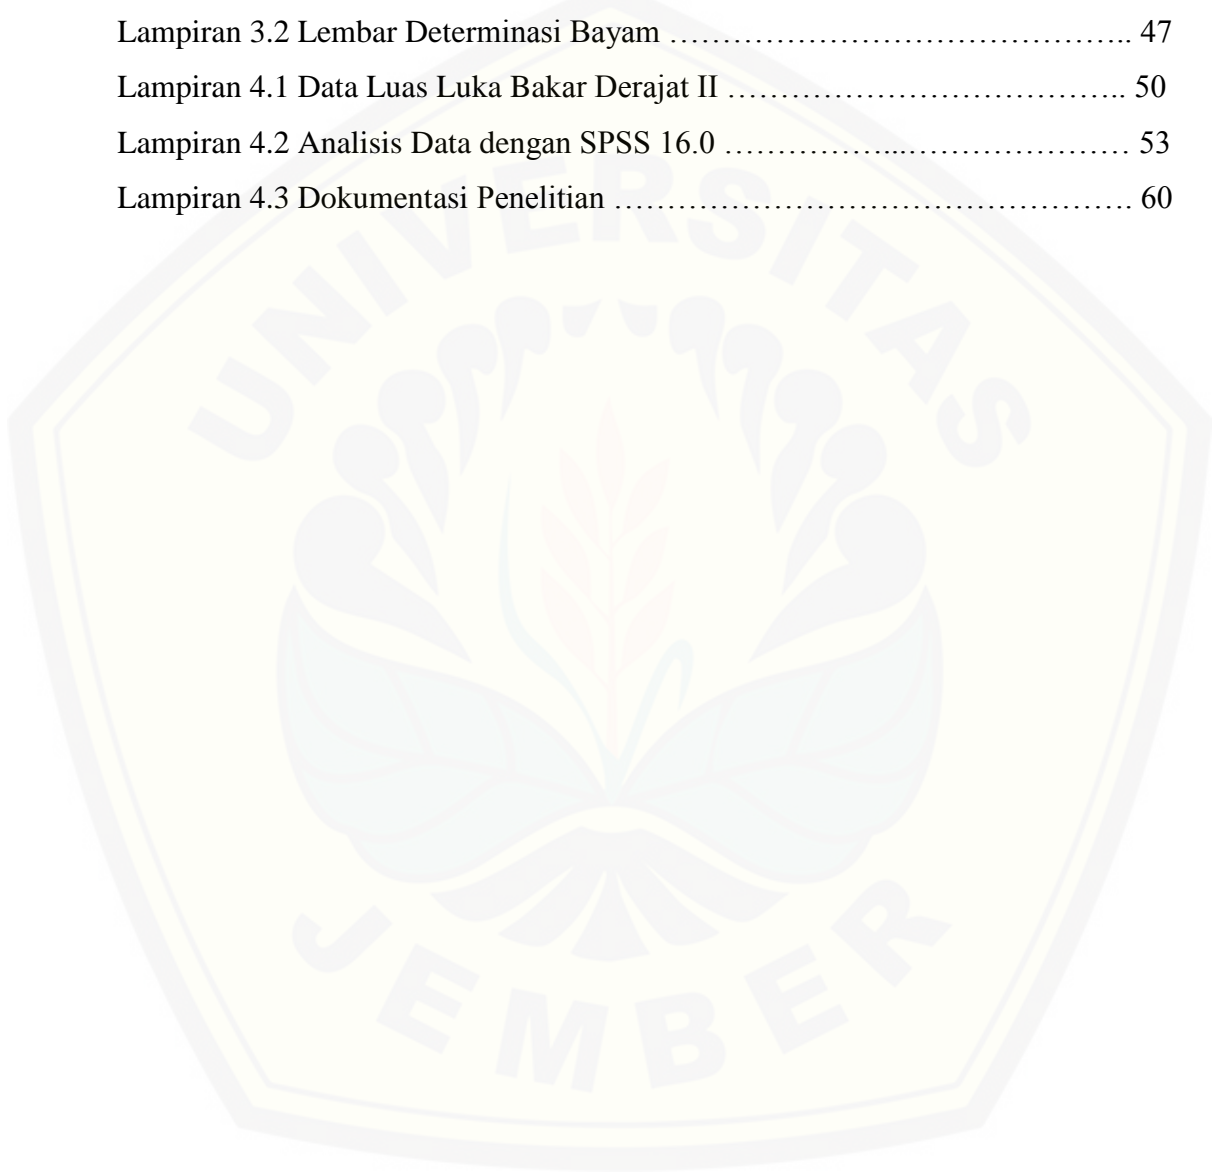 Lampiran 3.2 Lembar Determinasi Bayam …………………………………….. 47
Lampiran 4.1 Data Luas Luka Bakar Derajat II ……….……………………….. 50
Lampiran 4.2 Analisis Data dengan SPSS 16.0 ……………...………………… 53
Lampiran 4.3 Dokumentasi Penelitian …………………………………………. 60
UNIVERSITAS
JEMBER